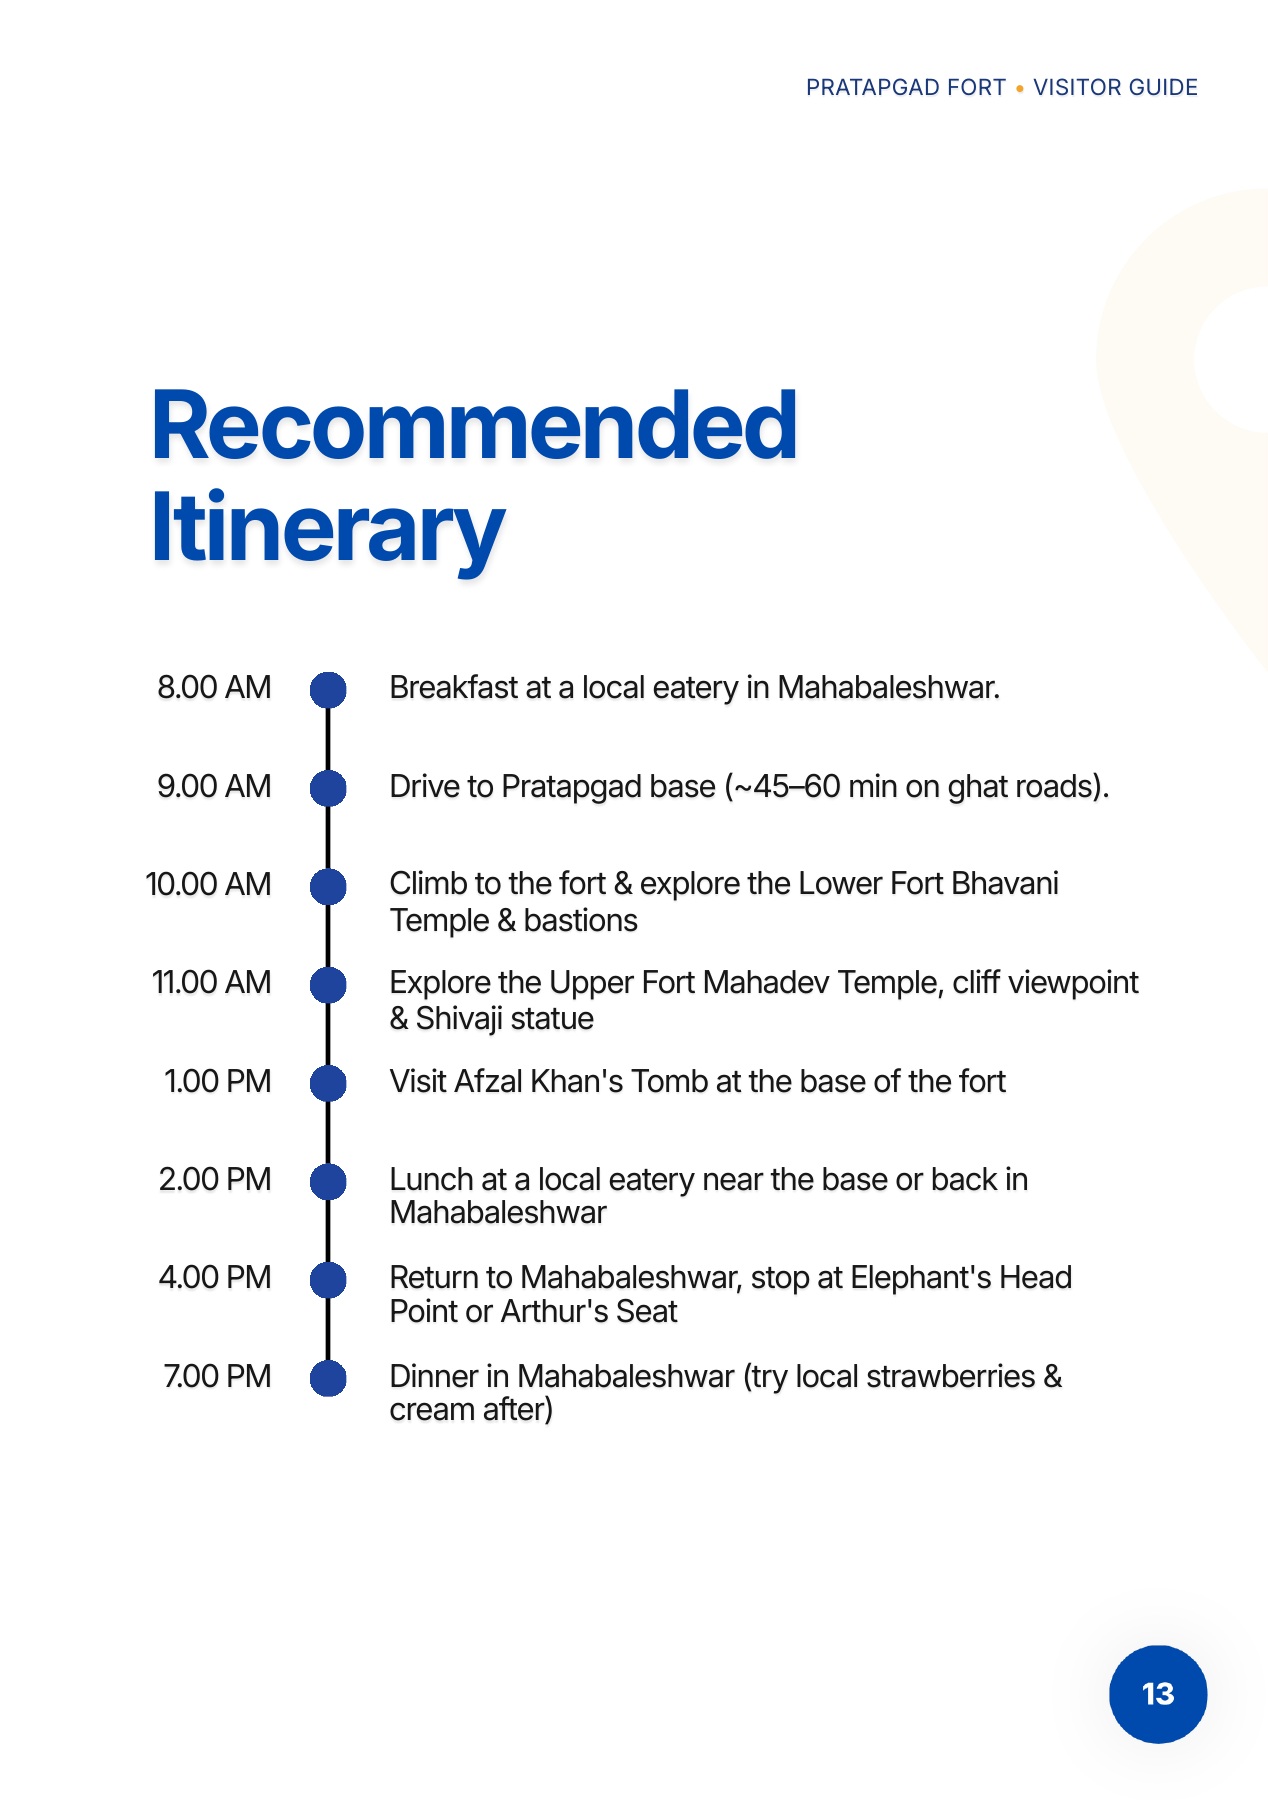 PRATAPGAD FORT • VISITOR GUIDE
Recommended
Itinerary
8.00 AM Breakfast at a local eatery in Mahabaleshwar.
9.00 AM Drive to Pratapgad base (~45–60 min on ghat roads).
10.00 AM Climb to the fort & explore the Lower Fort Bhavani
Temple & bastions
11.00 AM Explore the Upper Fort Mahadev Temple, cliff viewpoint
& Shivaji statue
1.00 PM Visit Afzal Khan's Tomb at the base of the fort
2.00 PM Lunch at a local eatery near the base or back in
Mahabaleshwar
4.00 PM Return to Mahabaleshwar, stop at Elephant's Head
Point or Arthur's Seat
7.00 PM Dinner in Mahabaleshwar (try local strawberries &
cream after)
13